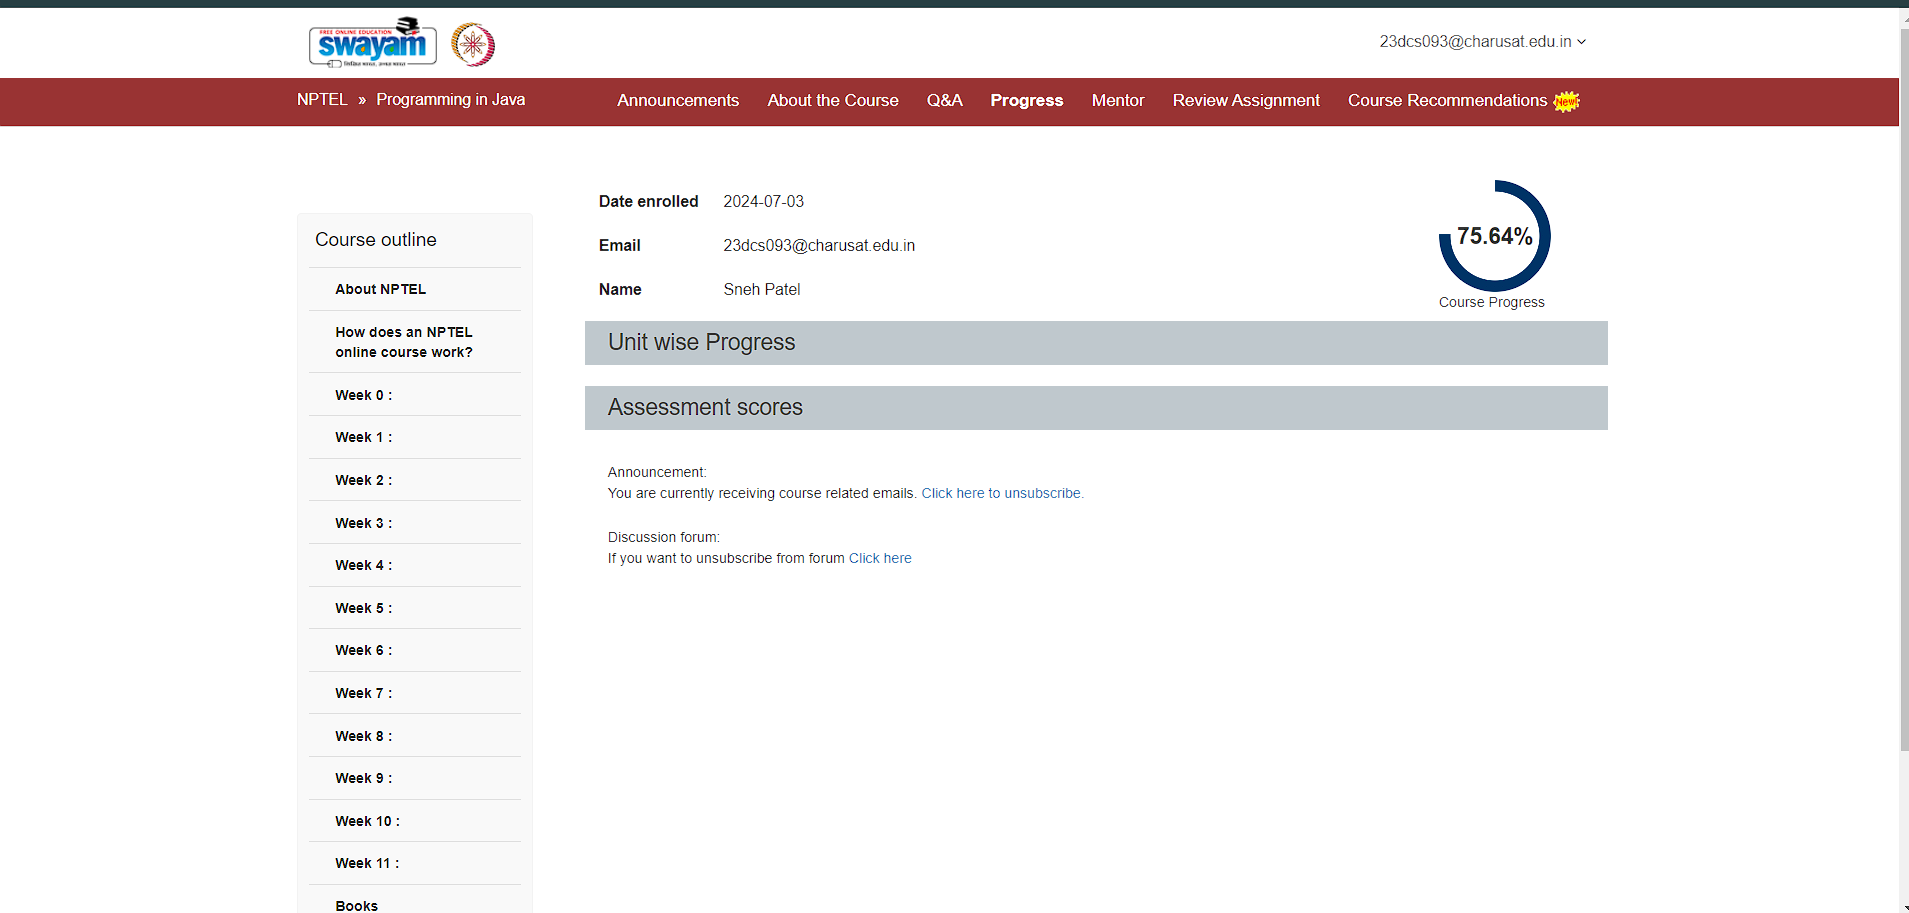 FREE ONLINE EDUCATION
swayam
शिक्षित भारत, उन्नत भारत
23dcs093@charusat.edu.in
NPTEL » Programming in Java
Announcements
About the Course
Q&A
Progress
Mentor
Review Assignment
Course Recommendations
New!
Course outline
About NPTEL
How does an NPTEL
online course work?
Week 0 :
Week 1 :
Week 2 :
Week 3 :
Week 4 :
Week 5 :
Week 6 :
Week 7 :
Week 8 :
Week 9 :
Week 10 :
Week 11 :
Books
Date enrolled 2024-07-03
Email 23dcs093@charusat.edu.in
Name Sneh Patel
75.64%
Course Progress
Unit wise Progress
Assessment scores
Announcement:
You are currently receiving course related emails. Click here to unsubscribe.
Discussion forum:
If you want to unsubscribe from forum Click here